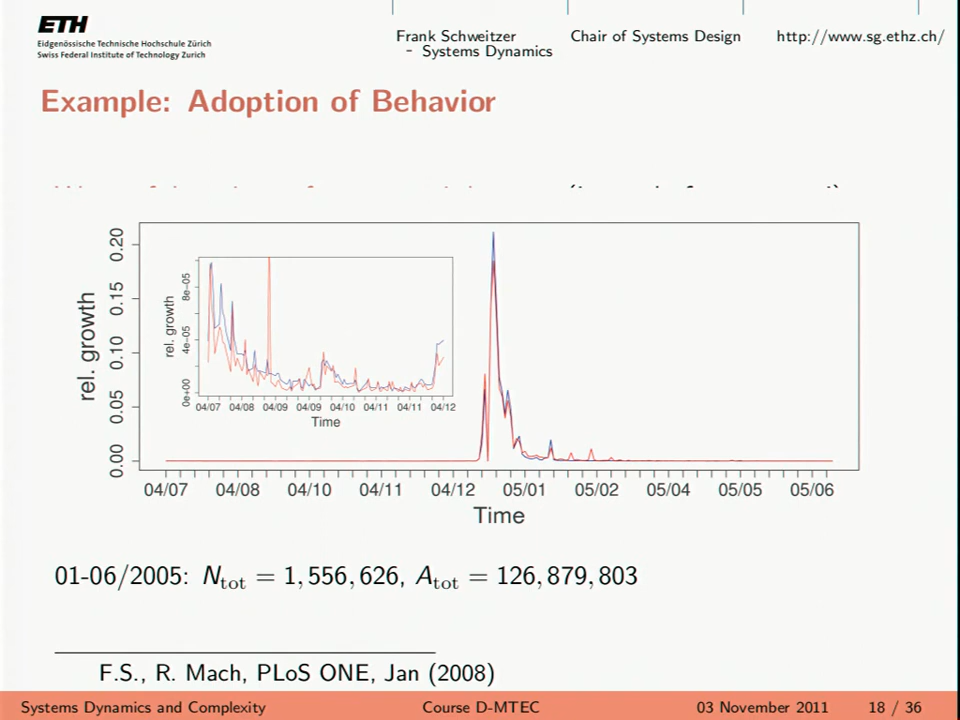 ETH
Eidgenössische Technische Hochschule Zürich
Swiss Federal Institute of Technology Zurich
Frank Schweitzer
- Systems Dynamics
Chair of Systems Design
http://www.sg.ethz.ch/
Example: Adoption of Behavior
rel. growth
0.20
0.15
0.10
0.05
0.00
rel. growth
8e−05
4e−05
0e+00
04/07 04/08 04/09 04/09 04/10 04/11 04/11 04/12
Time
04/07 04/08 04/10 04/11 04/12 05/01 05/02 05/04 05/05 05/06
Time
01-06/2005: Ntot = 1,556,626, Atot = 126,879,803
F.S., R. Mach, PLoS ONE, Jan (2008)
Systems Dynamics and Complexity
Course D-MTEC
03 November 2011
18 / 36